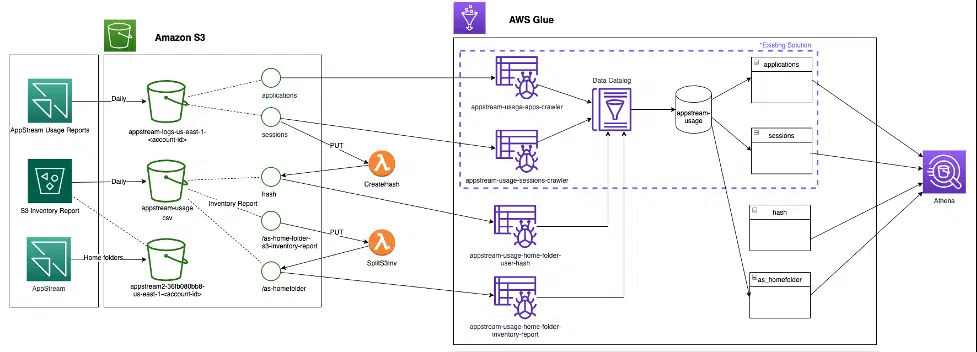 Amazon S3
AWS Glue
*Existing Solution
AppStream Usage Reports
Daily
appstream-logs-us-east-1-
<account-id>
applications
sessions
PUT
CreateHash
S3 Inventory Report
Daily
appstream-usage
csv
Inventory Report
hash
/as-home-folder-
s3-inventory-report
PUT
SplitS3Inv
AppStream
Home folders
appstream2-36fb080bb8-
us-east-1-<account-id>
/as-homefolder
appstream-usage-apps-crawler
appstream-usage-sessions-crawler
appstream-usage-home-folder-
user-hash
appstream-usage-home-folder-
inventory-report
Data Catalog
appstream-
usage
applications
sessions
hash
as_homefolder
Athena